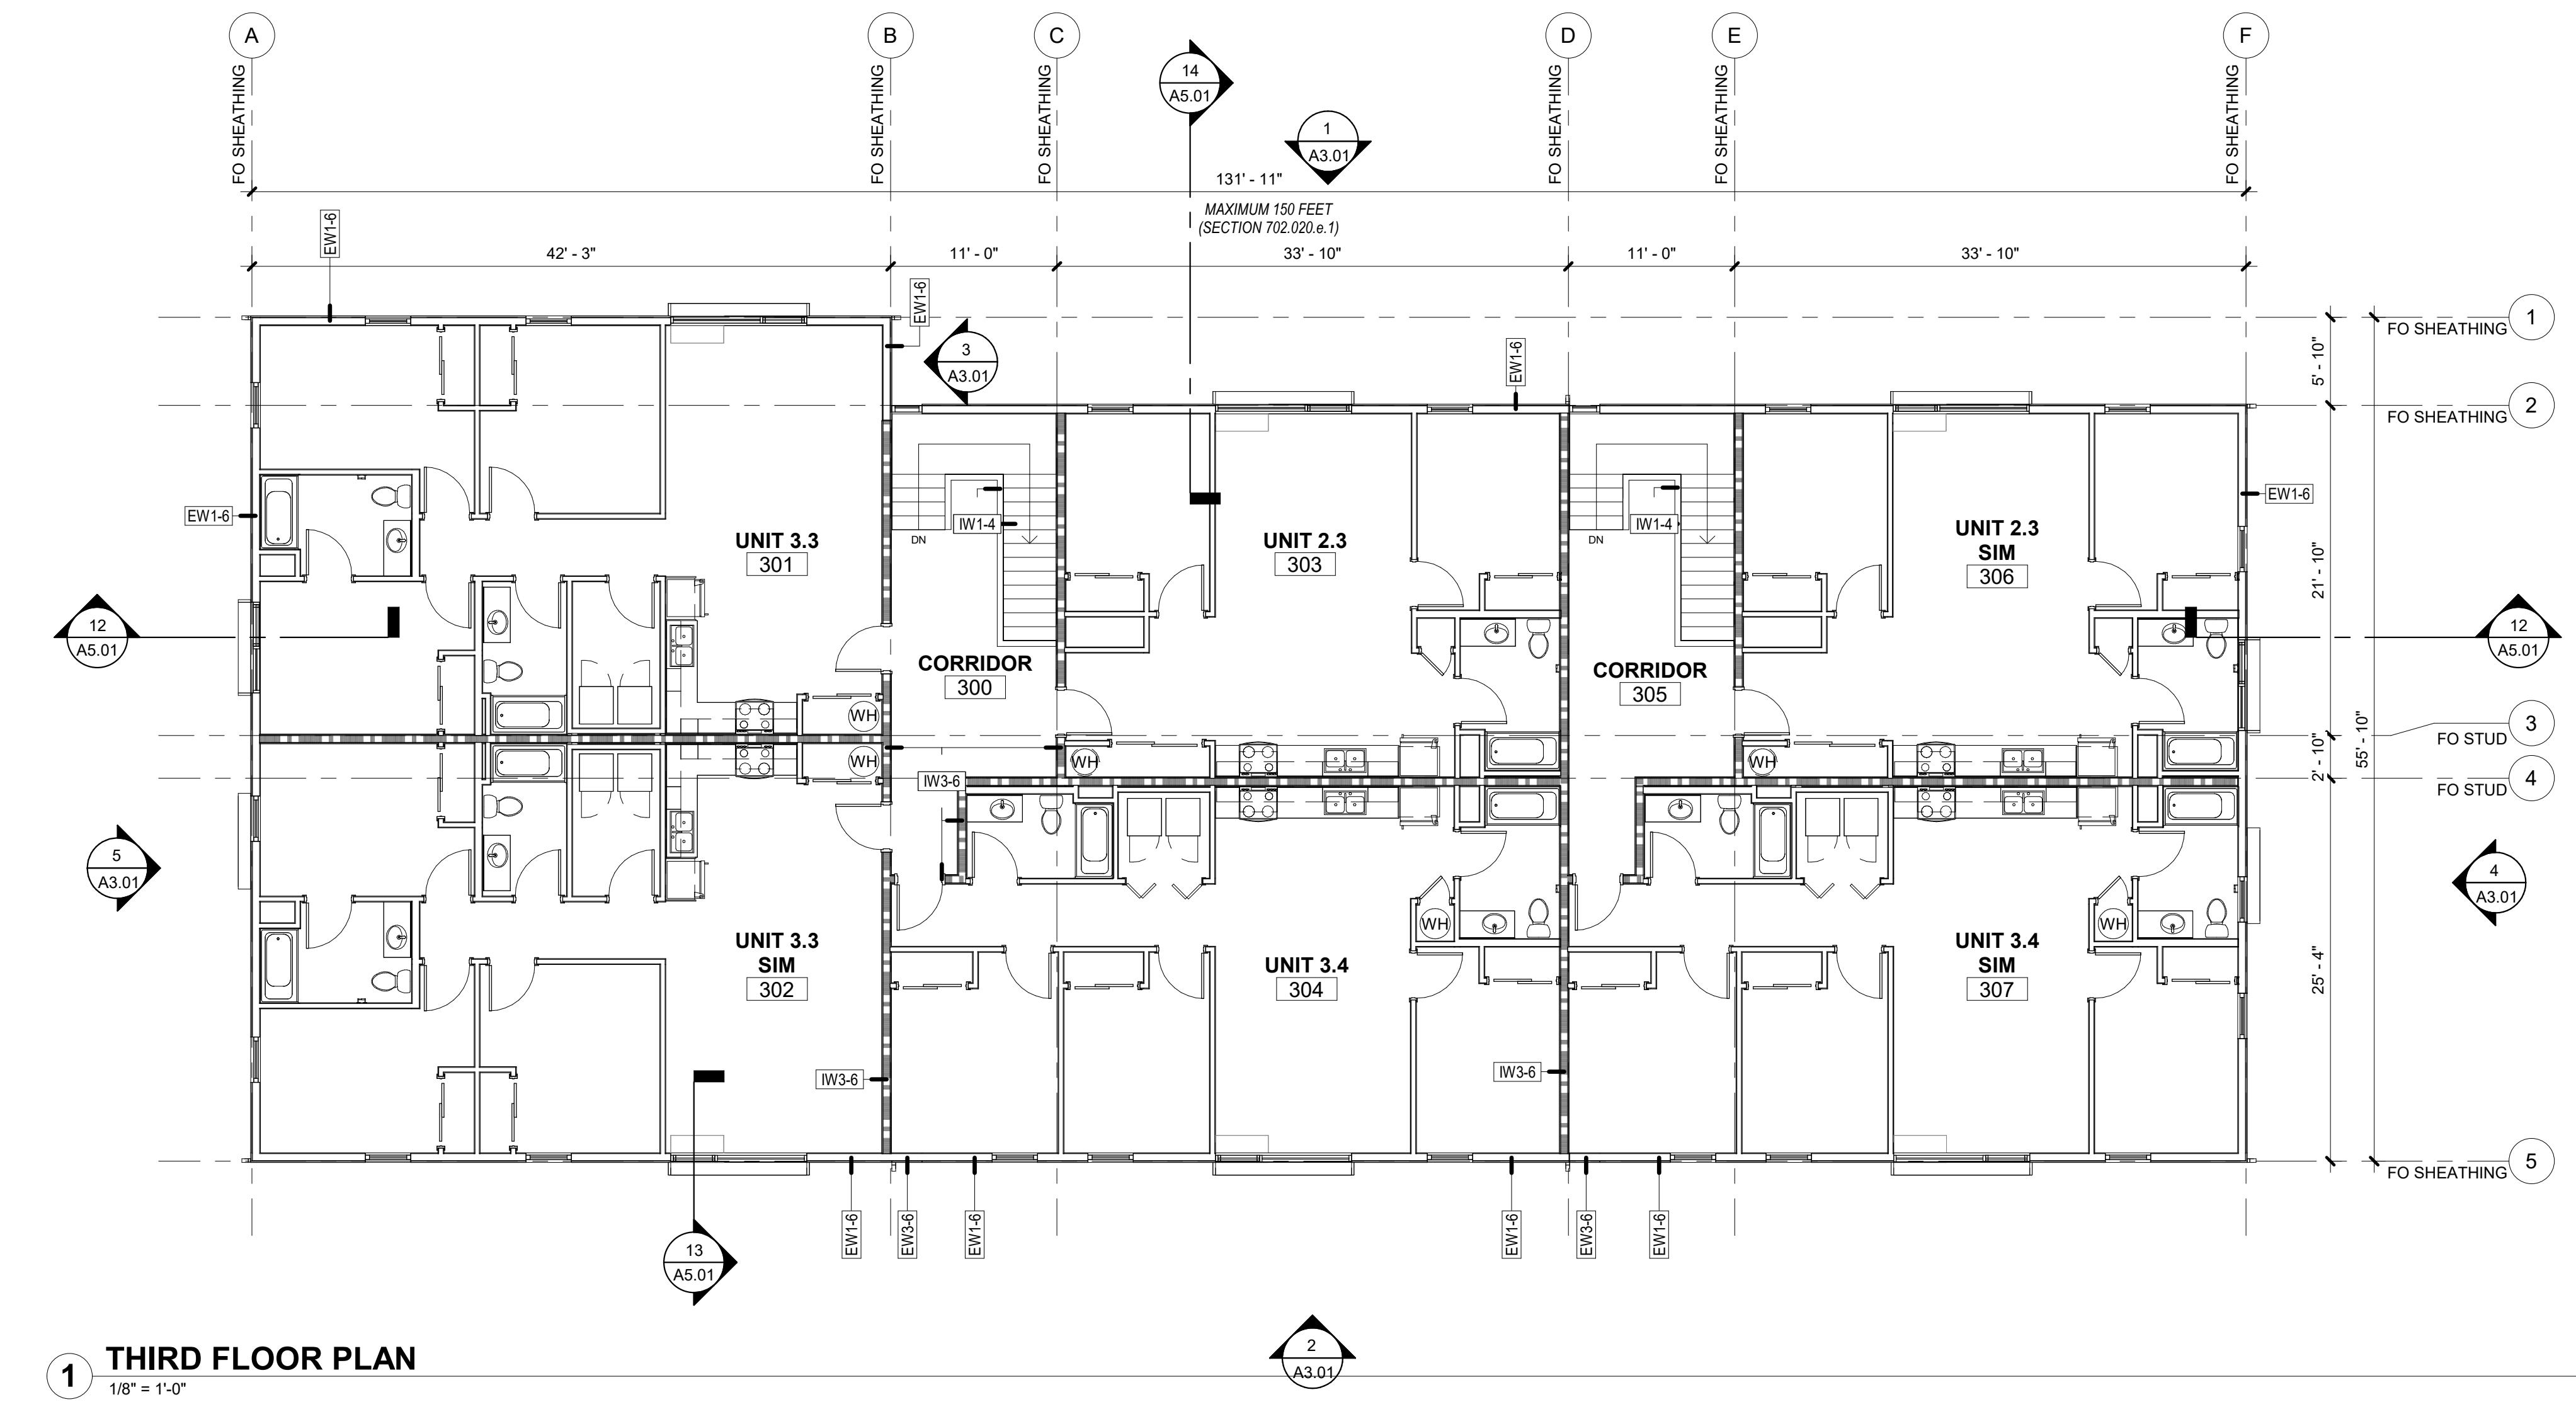 A
B
C
D
E
F
FO SHEATHING
FO SHEATHING
FO SHEATHING
FO SHEATHING
FO SHEATHING
FO SHEATHING
14
A5.01
1
A3.01
131' - 11"
MAXIMUM 150 FEET
(SECTION 702.020.e.1)
EW1-6
42' - 3"
11' - 0"
33' - 10"
11' - 0"
33' - 10"
EW1-6
1
FO SHEATHING
3
A3.01
EW1-6
5' - 10"
2
FO SHEATHING
EW1-6
EW1-6
IW1-4
DN
IW1-4
DN
UNIT 3.3
301
UNIT 2.3
303
UNIT 2.3
SIM
306
21' - 10"
12
A5.01
12
A5.01
CORRIDOR
300
CORRIDOR
305
WH
3
FO STUD
WH
WH
WH
IW3-6
2' - 10"
55' - 10"
4
FO STUD
5
A3.01
4
A3.01
WH
WH
UNIT 3.3
SIM
302
UNIT 3.4
304
UNIT 3.4
SIM
307
25' - 4"
IW3-6
IW3-6
5
FO SHEATHING
EW1-6
EW3-6
EW1-6
EW1-6
EW3-6
EW1-6
13
A5.01
2
A3.01
1
THIRD FLOOR PLAN
1/8" = 1'-0"